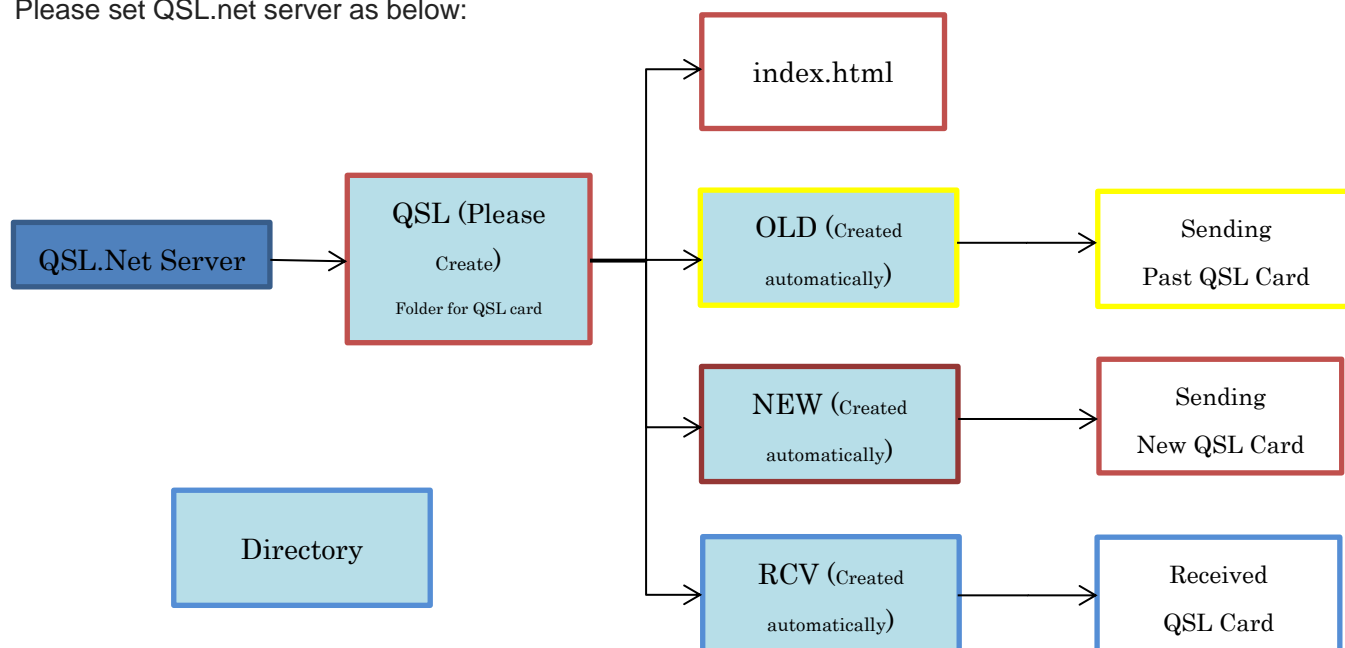 Please set QSL.net server as below:
index.html
QSL (Please
Create)
Folder for QSL card
QSL.Net Server
OLD (Created
automatically)
Sending
Past QSL Card
NEW (Created
automatically)
Sending
New QSL Card
Directory
RCV (Created
automatically)
Received
QSL Card